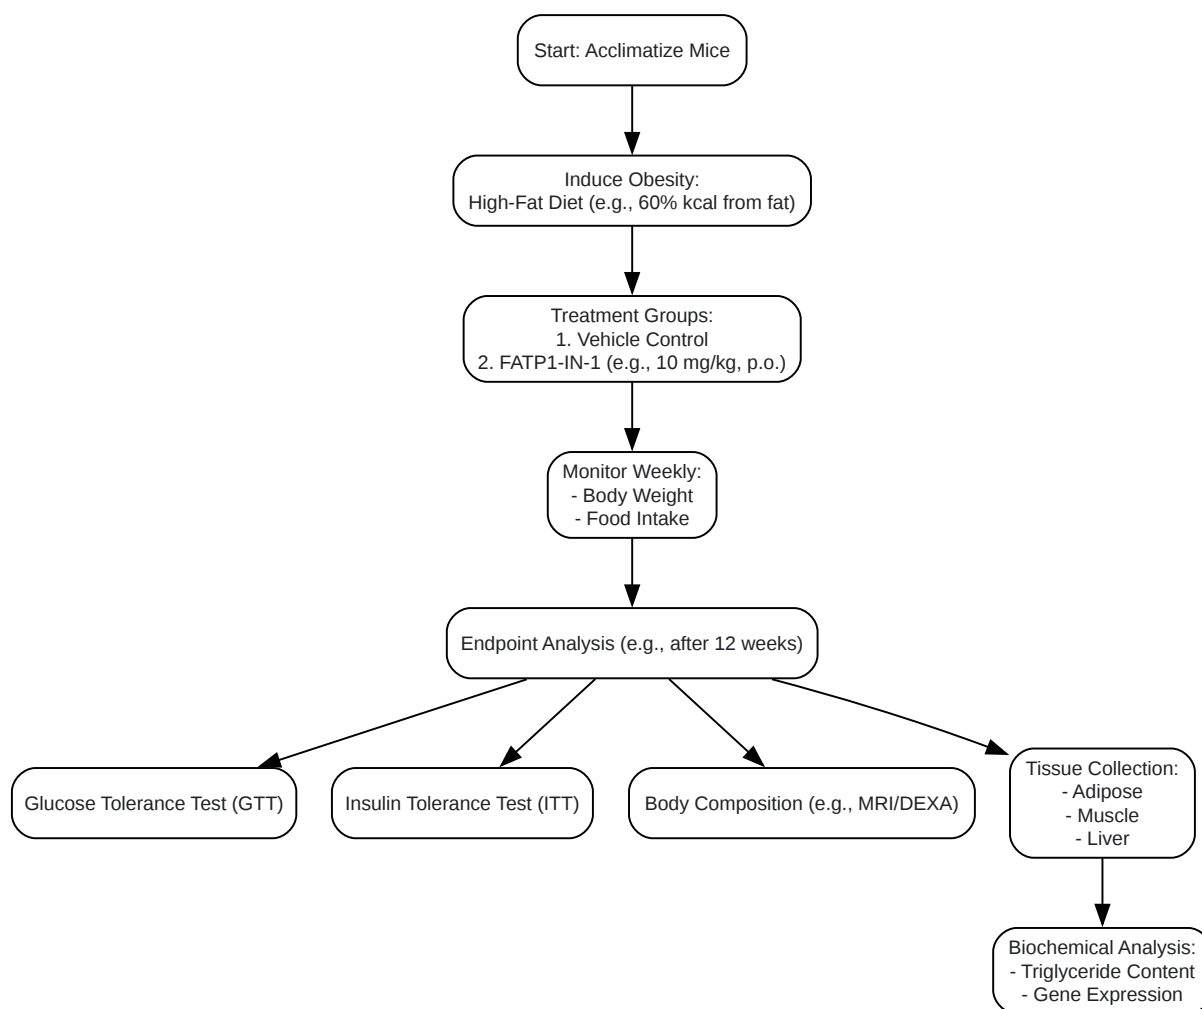 Start: Acclimatize Mice
Induce Obesity:
High-Fat Diet (e.g., 60% kcal from fat)
Treatment Groups:
1. Vehicle Control
2. FATP1-IN-1 (e.g., 10 mg/kg, p.o.)
Monitor Weekly:
- Body Weight
- Food Intake
Endpoint Analysis (e.g., after 12 weeks)
Glucose Tolerance Test (GTT)
Insulin Tolerance Test (ITT)
Body Composition (e.g., MRI/DEXA)
Tissue Collection:
- Adipose
- Muscle
- Liver
Biochemical Analysis:
- Triglyceride Content
- Gene Expression